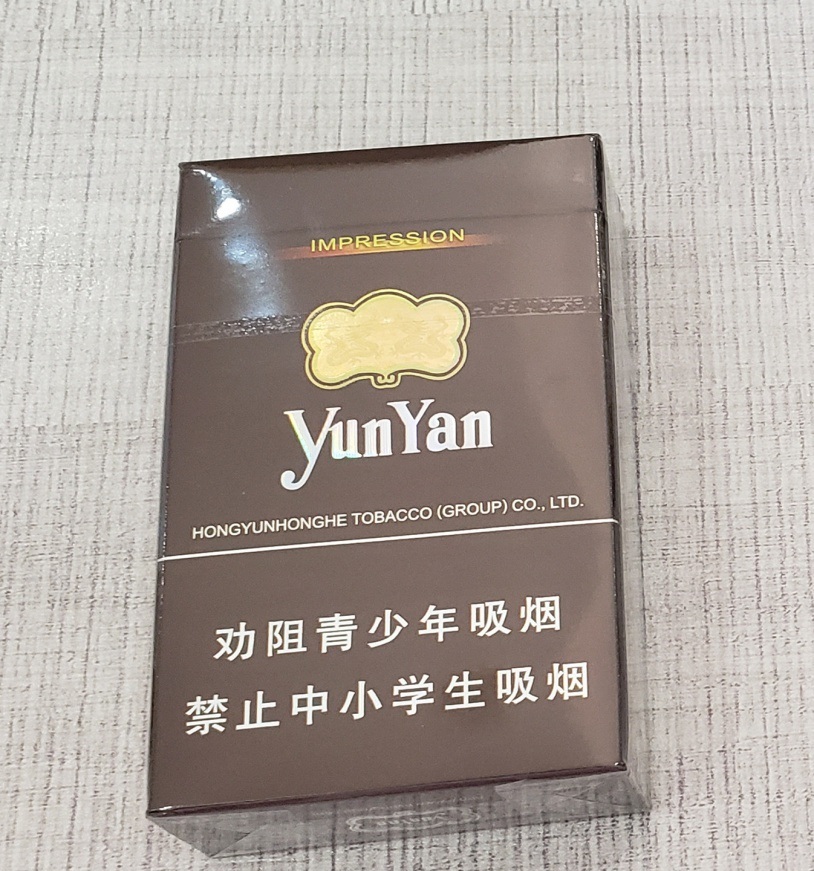 IMPRESSION
YunYan
HONGYUNHONGHE TOBACCO (GROUP) CO., LTD.
劝阻青少年吸烟
禁止中小学生吸烟